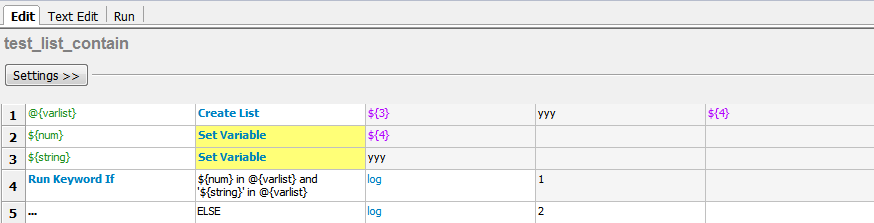 Edit Text Edit Run
test_list_contain
Settings >>
1 @{varlist} Create List ${3} yyy ${4}
2 ${num} Set Variable ${4}
3 ${string} Set Variable yyy
4 Run Keyword If ${num} in @{varlist} and log 1
'${string}' in @{varlist}
5 ... ELSE log 2